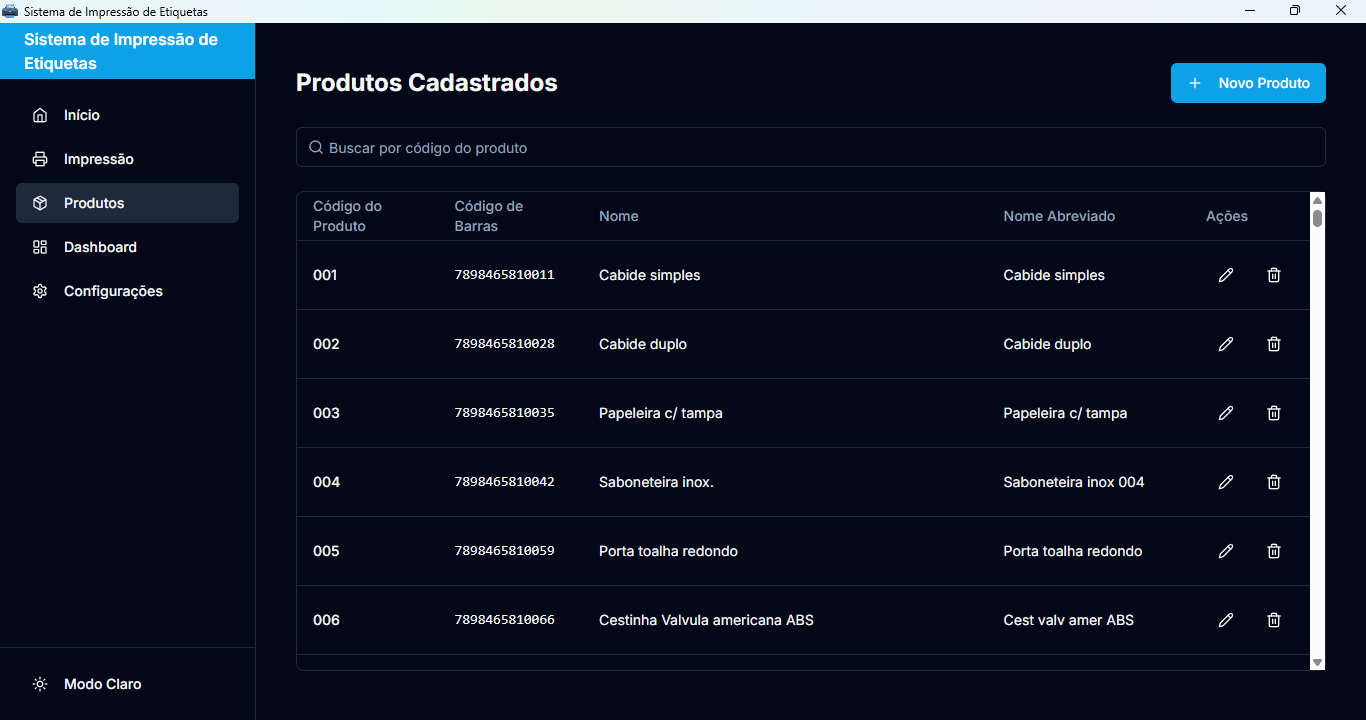 Sistema de Impressão de Etiquetas
Sistema de Impressão de
Etiquetas
Início
Impressão
Produtos
Dashboard
Configurações
Modo Claro
Produtos Cadastrados
Novo Produto
Buscar por código do produto
Código do Produto Código de Barras Nome Nome Abreviado Ações
001 7898465810011 Cabide simples Cabide simples
002 7898465810028 Cabide duplo Cabide duplo
003 7898465810035 Papeleira c/ tampa Papeleira c/ tampa
004 7898465810042 Saboneteira inox. Saboneteira inox 004
005 7898465810059 Porta toalha redondo Porta toalha redondo
006 7898465810066 Cestinha Valvula americana ABS Cest valv amer ABS